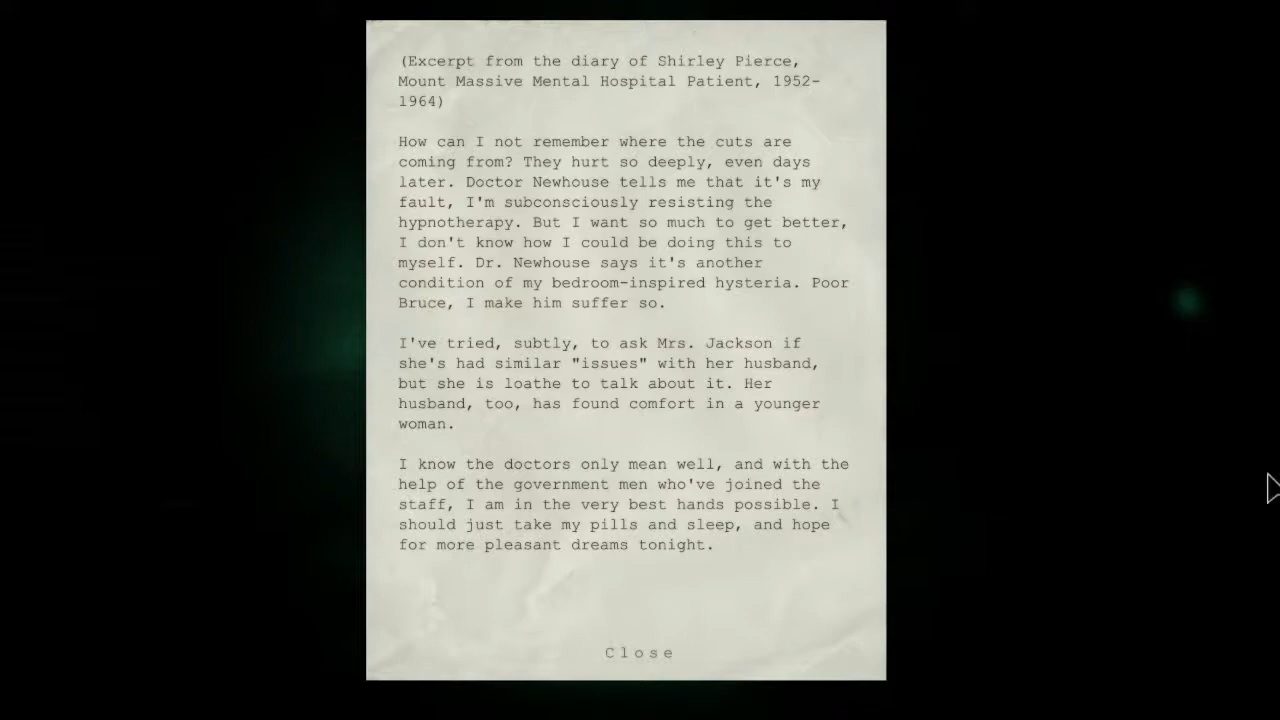 (Excerpt from the diary of Shirley Pierce,
Mount Massive Mental Hospital Patient, 1952-
1964)
How can I not remember where the cuts are
coming from? They hurt so deeply, even days
later. Doctor Newhouse tells me that it's my
fault, I'm subconsciously resisting the
hypnotherapy. But I want so much to get better,
I don't know how I could be doing this to
myself. Dr. Newhouse says it's another
condition of my bedroom-inspired hysteria. Poor
Bruce, I make him suffer so.
I've tried, subtly, to ask Mrs. Jackson if
she's had similar "issues" with her husband,
but she is loathe to talk about it. Her
husband, too, has found comfort in a younger
woman.
I know the doctors only mean well, and with the
help of the government men who've joined the
staff, I am in the very best hands possible. I
should just take my pills and sleep, and hope
for more pleasant dreams tonight.
Close